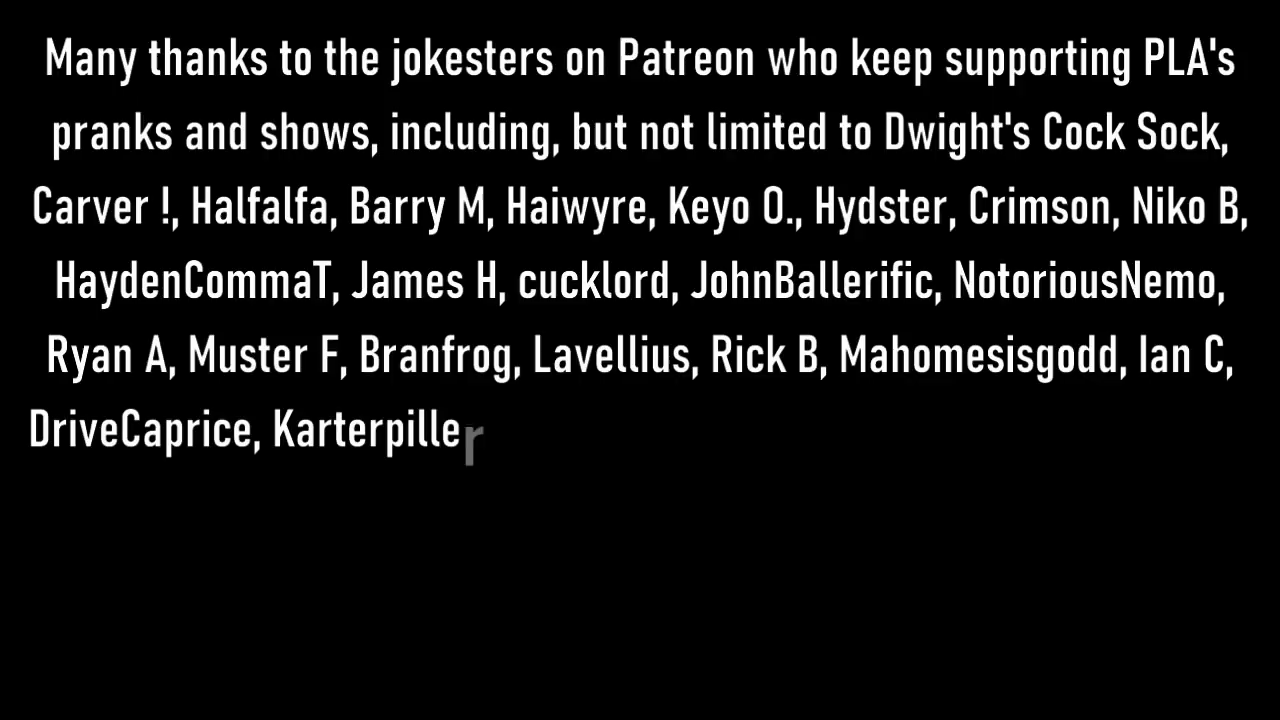 Many thanks to the jokesters on Patreon who keep supporting PLA's
pranks and shows, including, but not limited to Dwight's Cock Sock,
Carver !, Halfalfa, Barry M, Haiwyre, Keyo O., Hydster, Crimson, Niko B,
HaydenCommaT, James H, cucklord, JohnBallerific, NotoriousNemo,
Ryan A, Muster F, Branfrog, Lavellius, Rick B, Mahomesisgodd, Ian C,
DriveCaprice, Karterpiller